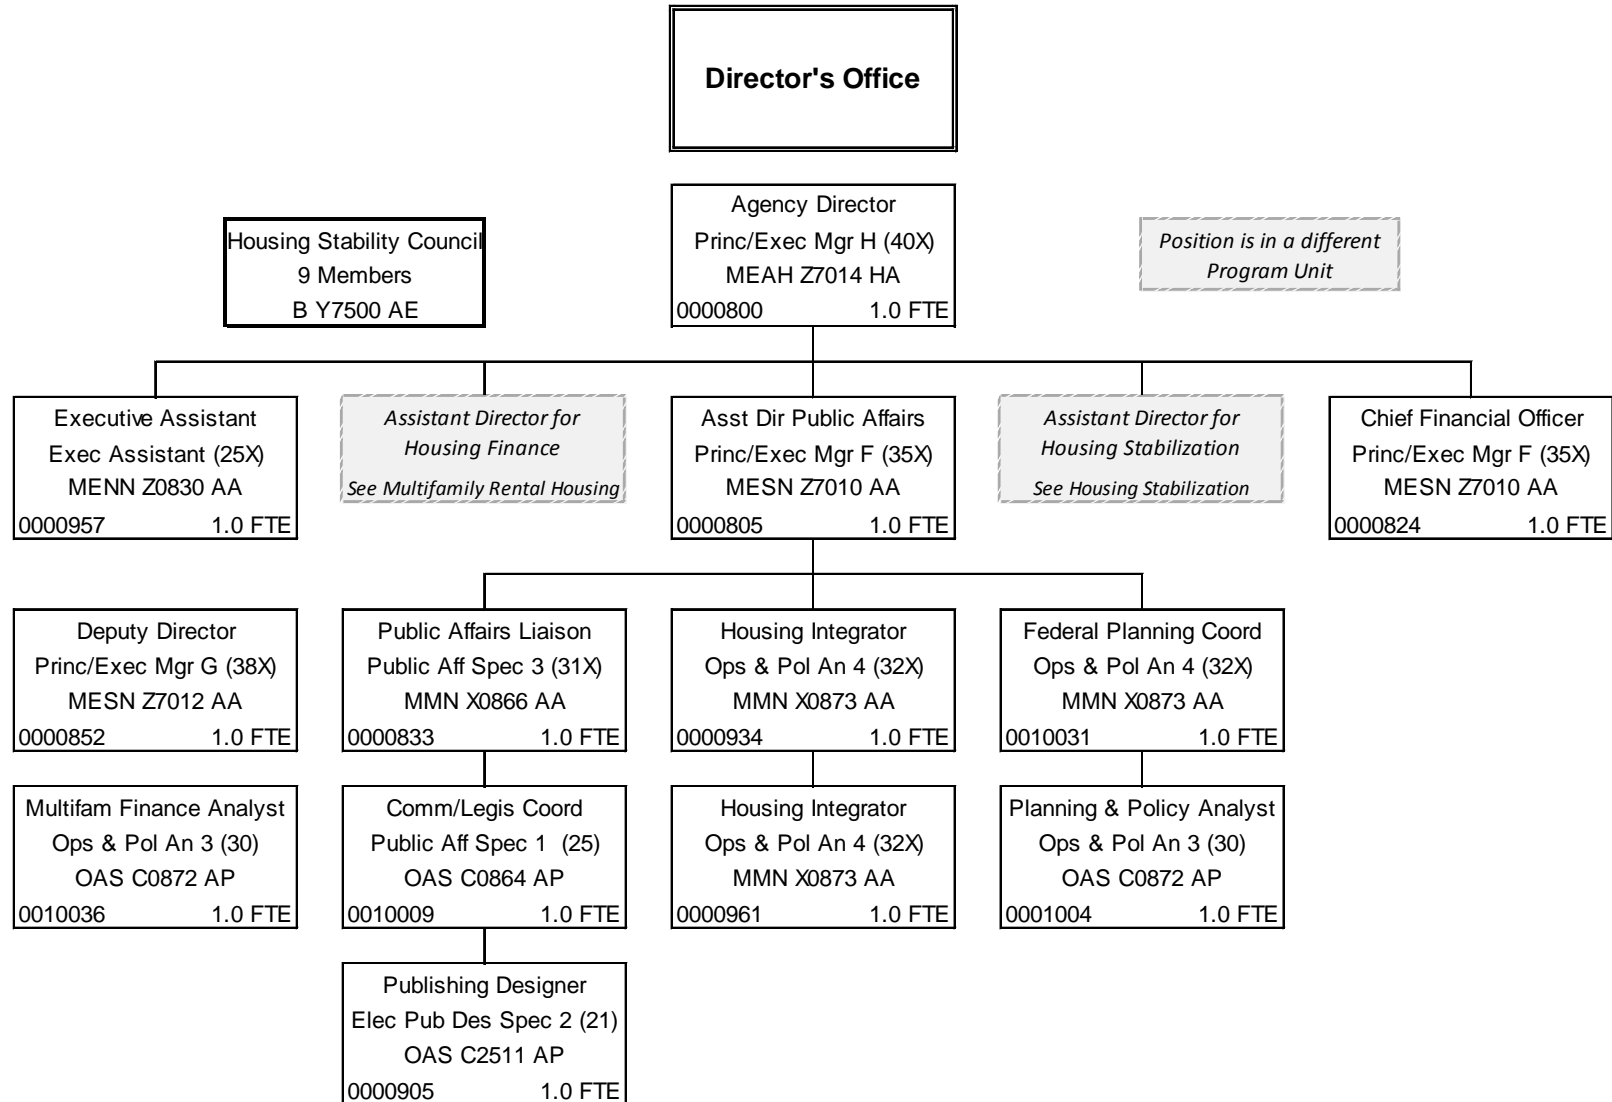 Director's Office
Agency Director
Princ/Exec Mgr H (40X)
MEAH Z7014 HA
0000800 1.0 FTE
Housing Stability Council
9 Members
B Y7500 AE
Position is in a different
Program Unit
Executive Assistant
Exec Assistant (25X)
MENN Z0830 AA
0000957 1.0 FTE
Assistant Director for
Housing Finance
See Multifamily Rental Housing
Asst Dir Public Affairs
Princ/Exec Mgr F (35X)
MESN Z7010 AA
0000805 1.0 FTE
Assistant Director for
Housing Stabilization
See Housing Stabilization
Chief Financial Officer
Princ/Exec Mgr F (35X)
MESN Z7010 AA
0000824 1.0 FTE
Deputy Director
Princ/Exec Mgr G (38X)
MESN Z7012 AA
0000852 1.0 FTE
Public Affairs Liaison
Public Aff Spec 3 (31X)
MMN X0866 AA
0000833 1.0 FTE
Housing Integrator
Ops & Pol An 4 (32X)
MMN X0873 AA
0000934 1.0 FTE
Federal Planning Coord
Ops & Pol An 4 (32X)
MMN X0873 AA
0010031 1.0 FTE
Multifam Finance Analyst
Ops & Pol An 3 (30)
OAS C0872 AP
0010036 1.0 FTE
Comm/Legis Coord
Public Aff Spec 1 (25)
OAS C0864 AP
0010009 1.0 FTE
Housing Integrator
Ops & Pol An 4 (32X)
MMN X0873 AA
0000961 1.0 FTE
Planning & Policy Analyst
Ops & Pol An 3 (30)
OAS C0872 AP
0001004 1.0 FTE
Publishing Designer
Elec Pub Des Spec 2 (21)
OAS C2511 AP
0000905 1.0 FTE